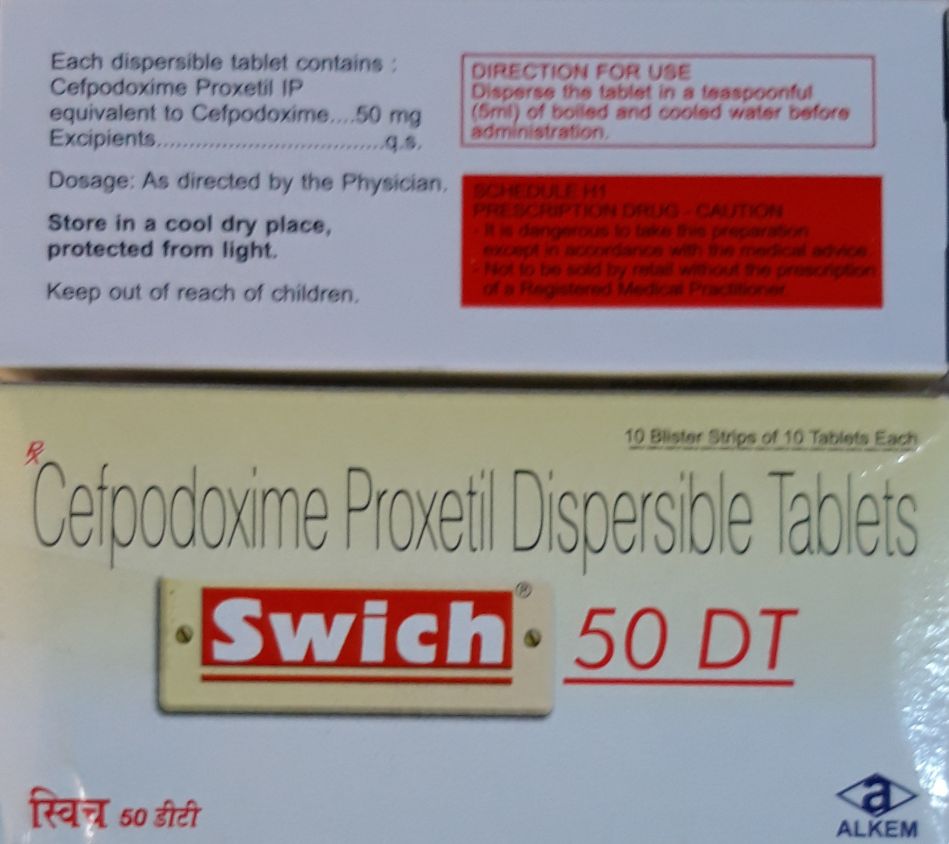 Each dispersible tablet contains :
Cefpodoxime Proxetil IP
equivalent to Cefpodoxime....50 mg
Excipients...................................q.s.
Dosage: As directed by the Physician.
Store in a cool dry place,
protected from light.
Keep out of reach of children.
DIRECTION FOR USE
Disperse the tablet in a teaspoonful
(5ml) of boiled and cooled water before
administration.
SCHEDULE H1
PRESCRIPTION DRUG - CAUTION
- It is dangerous to take this preparation
except in accordance with the medical advice
- Not to be sold by retail without the prescription
of a Registered Medical Practitioner.
10 Blister Strips of 10 Tablets Each
Rx
Cefpodoxime Proxetil Dispersible Tablets
Swich® 50 DT
स्विच 50 डीटी
a
ALKEM